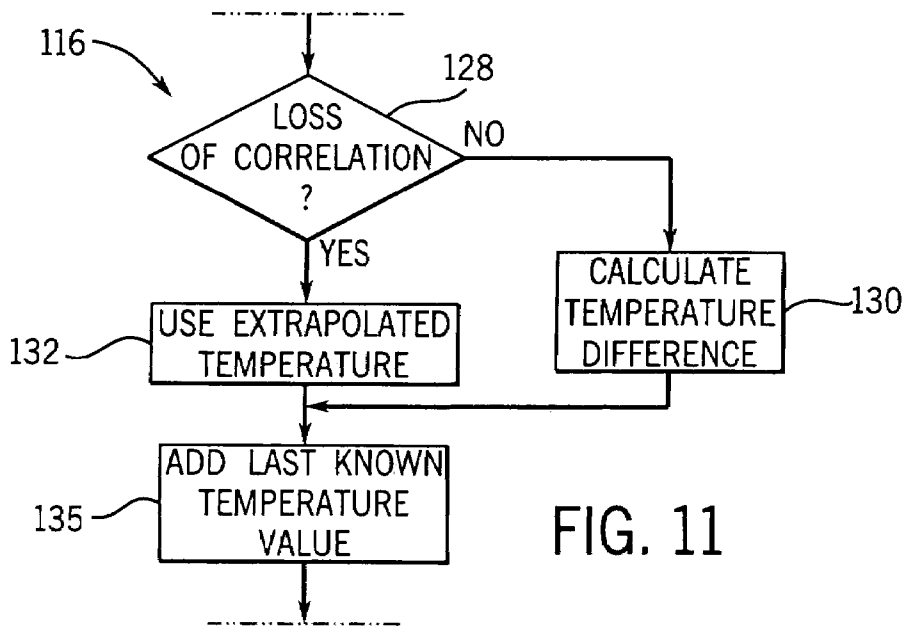 116
128
LOSS
OF CORRELATION
?
NO
YES
CALCULATE
TEMPERATURE
DIFFERENCE
130
USE EXTRAPOLATED
TEMPERATURE
132
ADD LAST KNOWN
TEMPERATURE
VALUE
135
FIG. 11